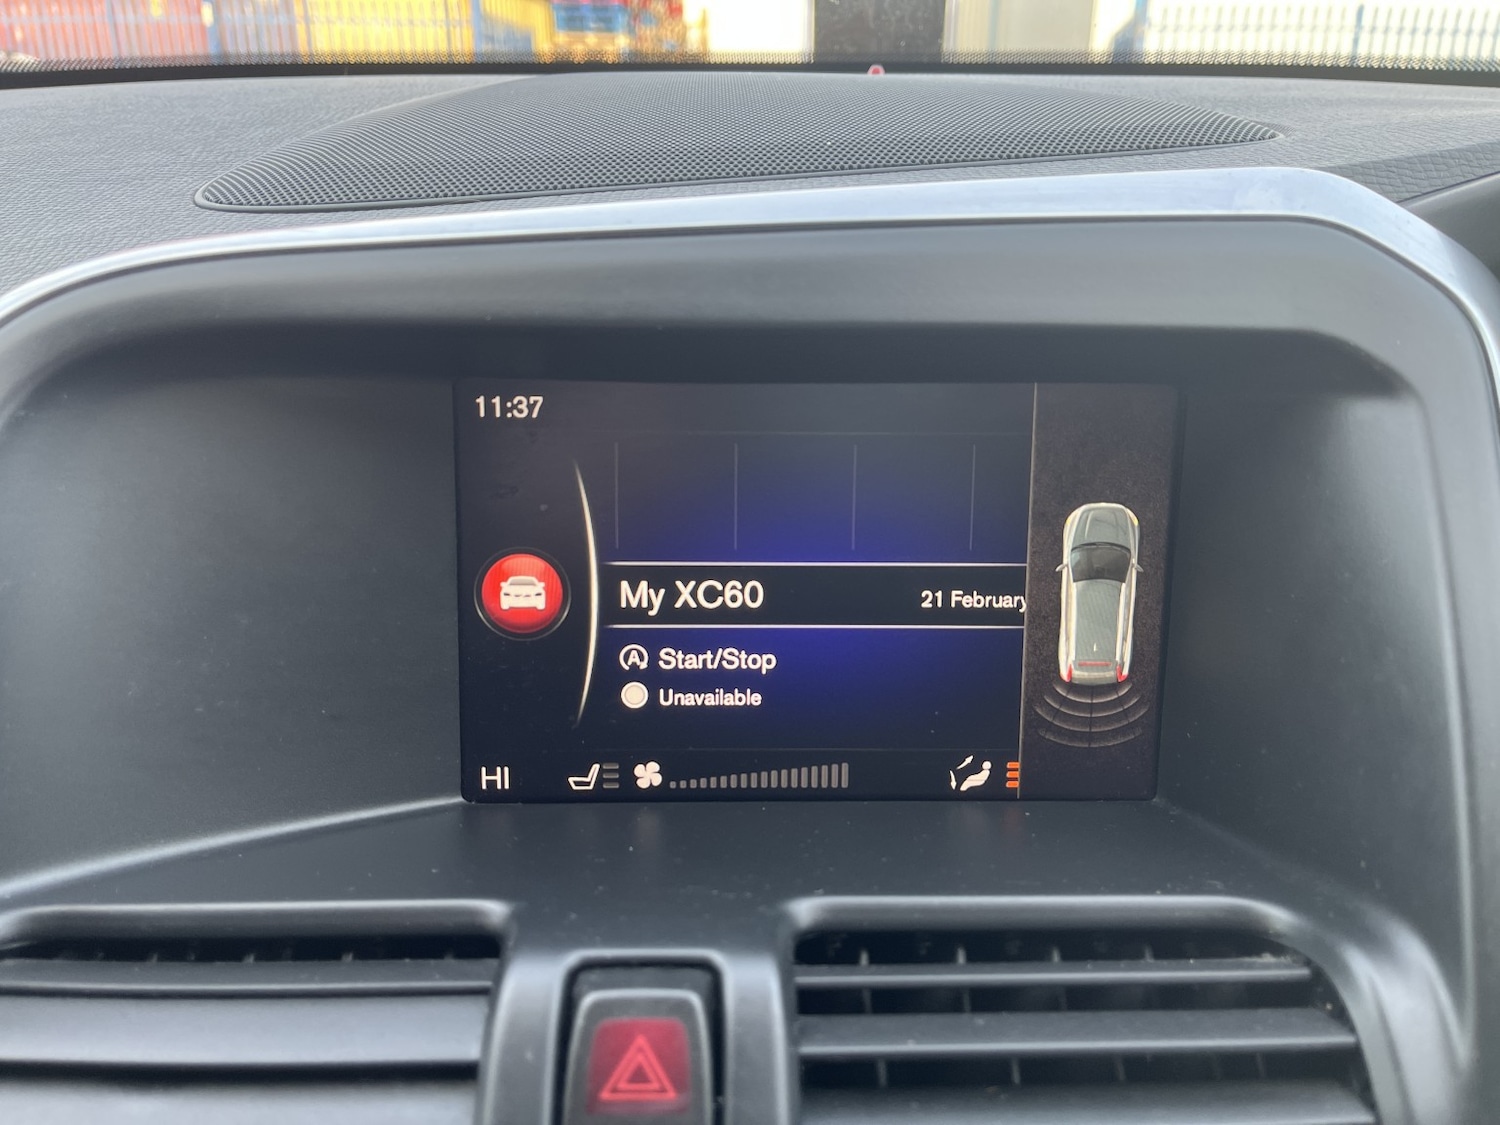 11:37
My XC60 21 February
A Start/Stop
Unavailable
HI